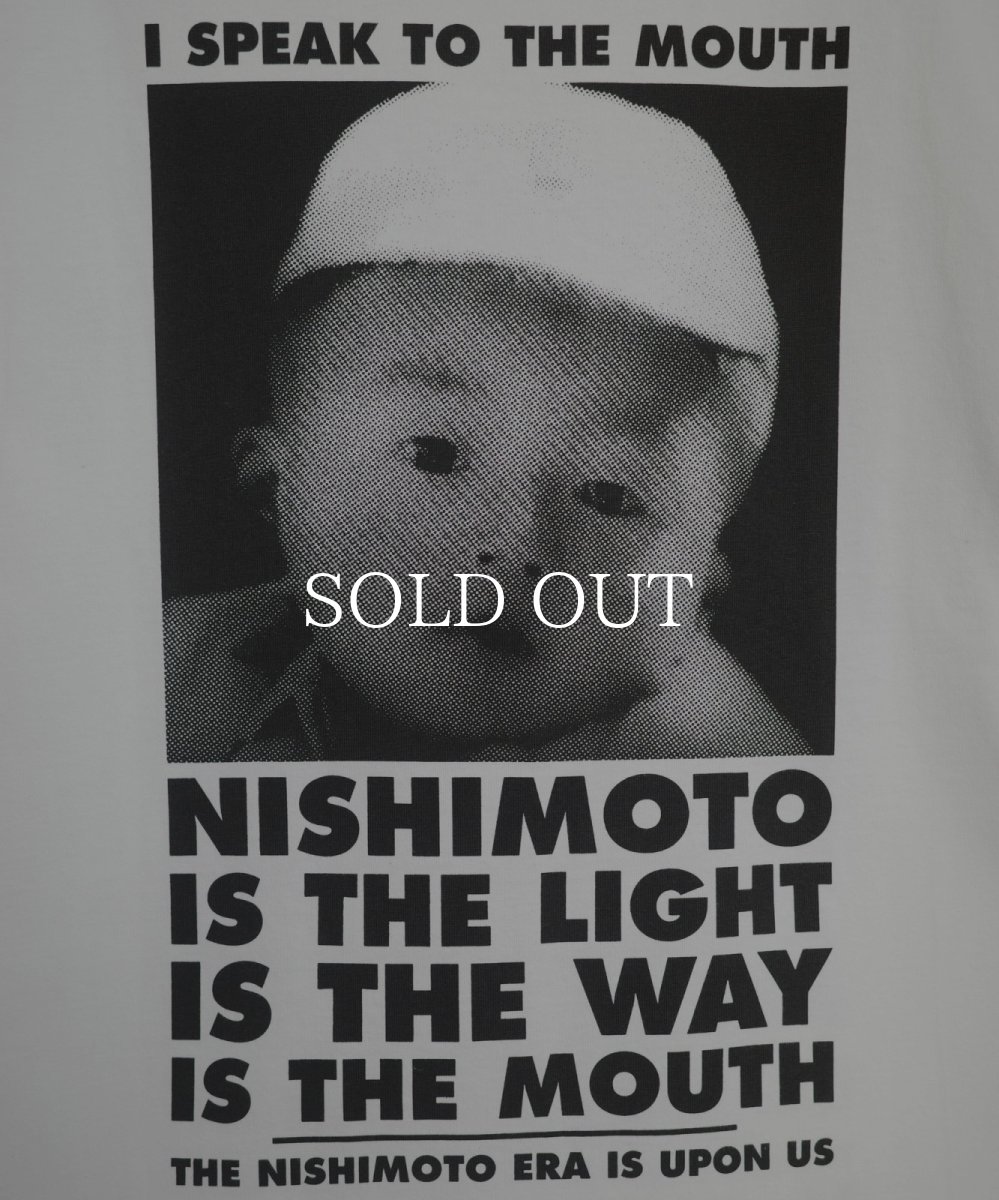 I SPEAK TO THE MOUTH
SOLD OUT
NISHIMOTO
IS THE LIGHT
IS THE WAY
IS THE MOUTH
THE NISHIMOTO ERA IS UPON US